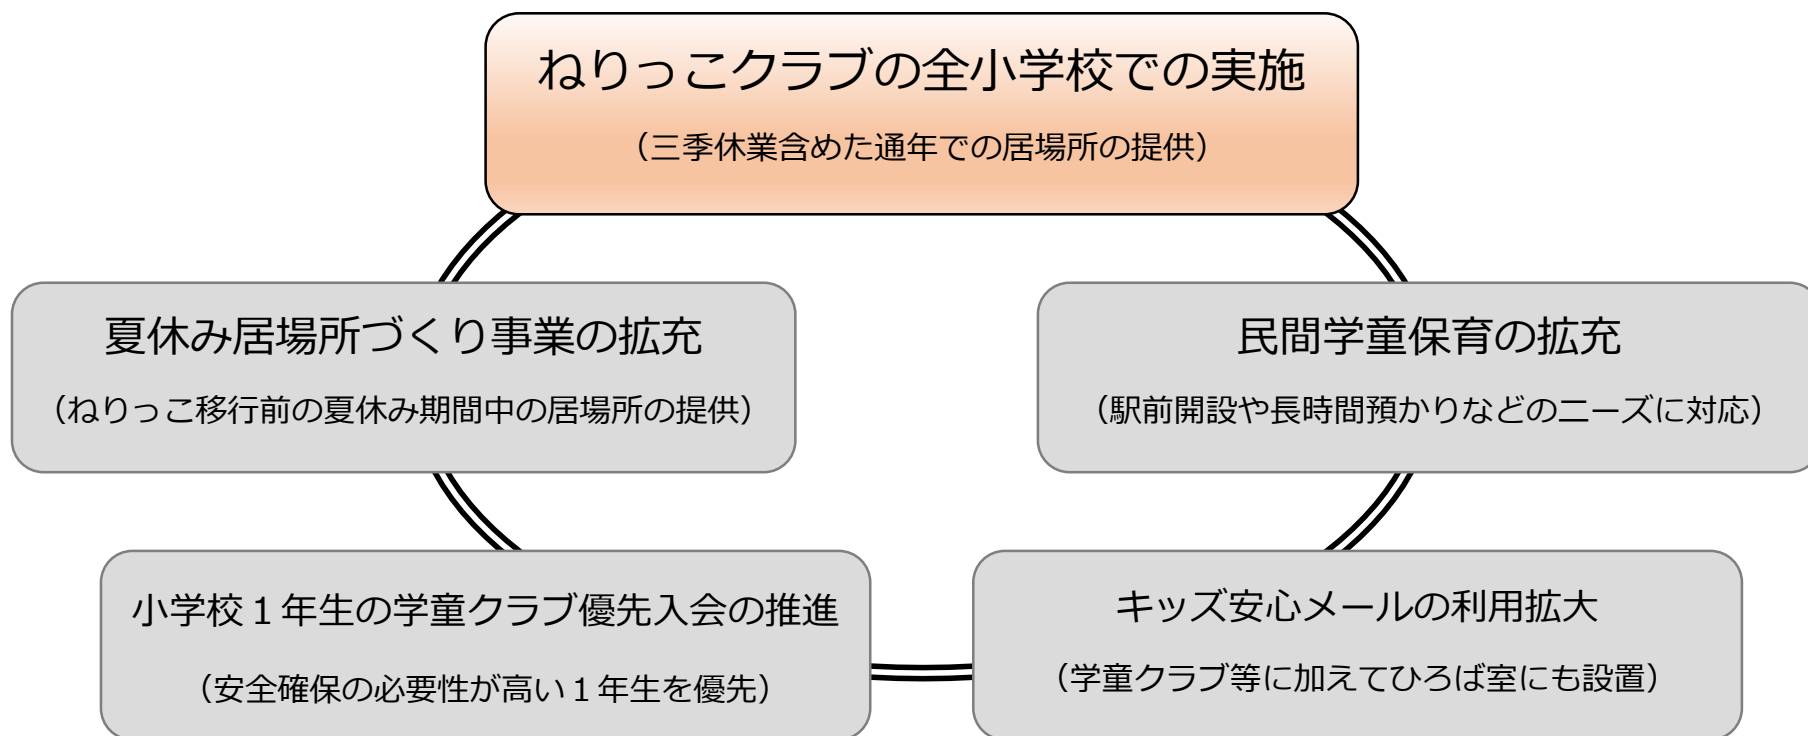 ねりっこクラブの全小学校での実施
（三季休業含めた通年での居場所の提供）
夏休み居場所づくり事業の拡充
（ねりっこ移行前の夏休み期間中の居場所の提供）
民間学童保育の拡充
（駅前開設や長時間預かりなどのニーズに対応）
小学校１年生の学童クラブ優先入会の推進
（安全確保の必要性が高い１年生を優先）
キッズ安心メールの利用拡大
（学童クラブ等に加えてひろば室にも設置）